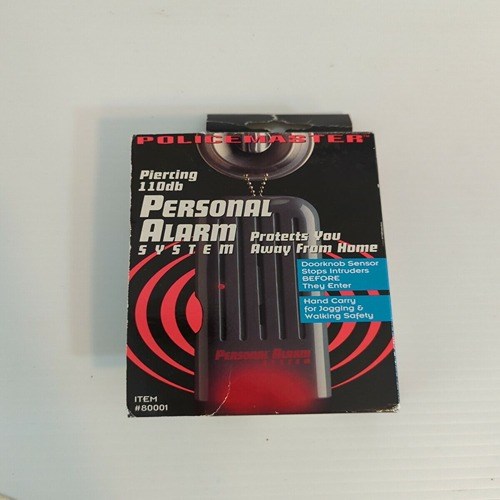 POLICEMASTER
Piercing
110db
PERSONAL
ALARM
SYSTEM
Protects You
Away From Home
Doorknob Sensor
Stops Intruders
BEFORE
They Enter
Hand Carry
for Jogging &
Walking Safety
PERSONAL ALARM
SYSTEM
ITEM
#80001